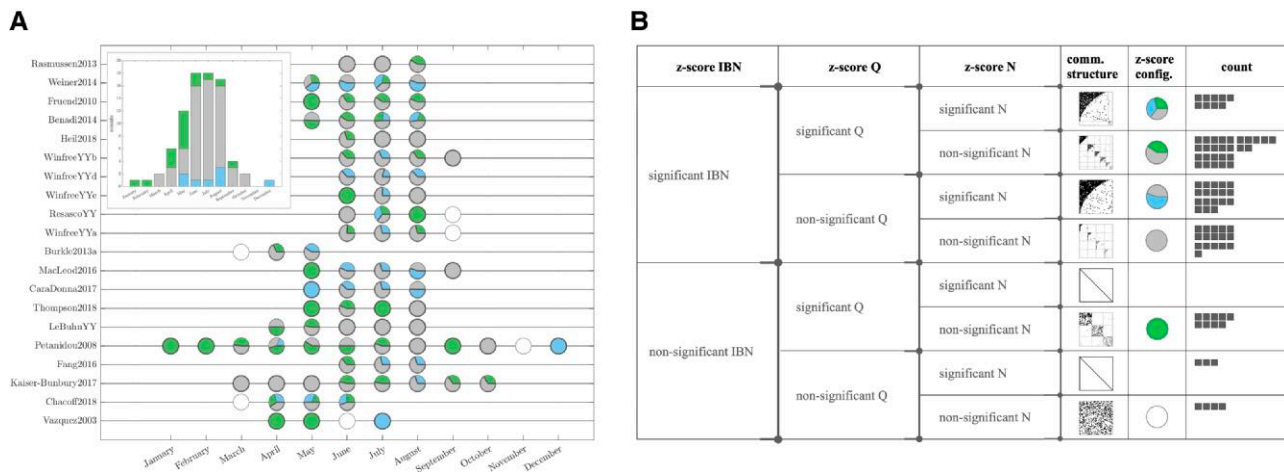 A
Rasmussen2013
Weiner2014
Fruend2010
Benadi2014
Heil2018
WinfreeYYb
WinfreeYYd
WinfreeYYe
ResascoYY
WinfreeYYa
Burkle2013a
MacLeod2016
CaraDonna2017
Thompson2018
LeBuhnYY
Petanidou2008
Fang2016
Kaiser-Bunbury2017
Chacoff2018
Vazquez2003
January February March April May June July August September October November December
B
z-score IBN z-score Q z-score N comm. structure z-score config. count
significant IBN
significant Q
significant N
non-significant N
non-significant Q
significant N
non-significant N
non-significant IBN
significant Q
significant N
non-significant N
non-significant Q
significant N
non-significant N